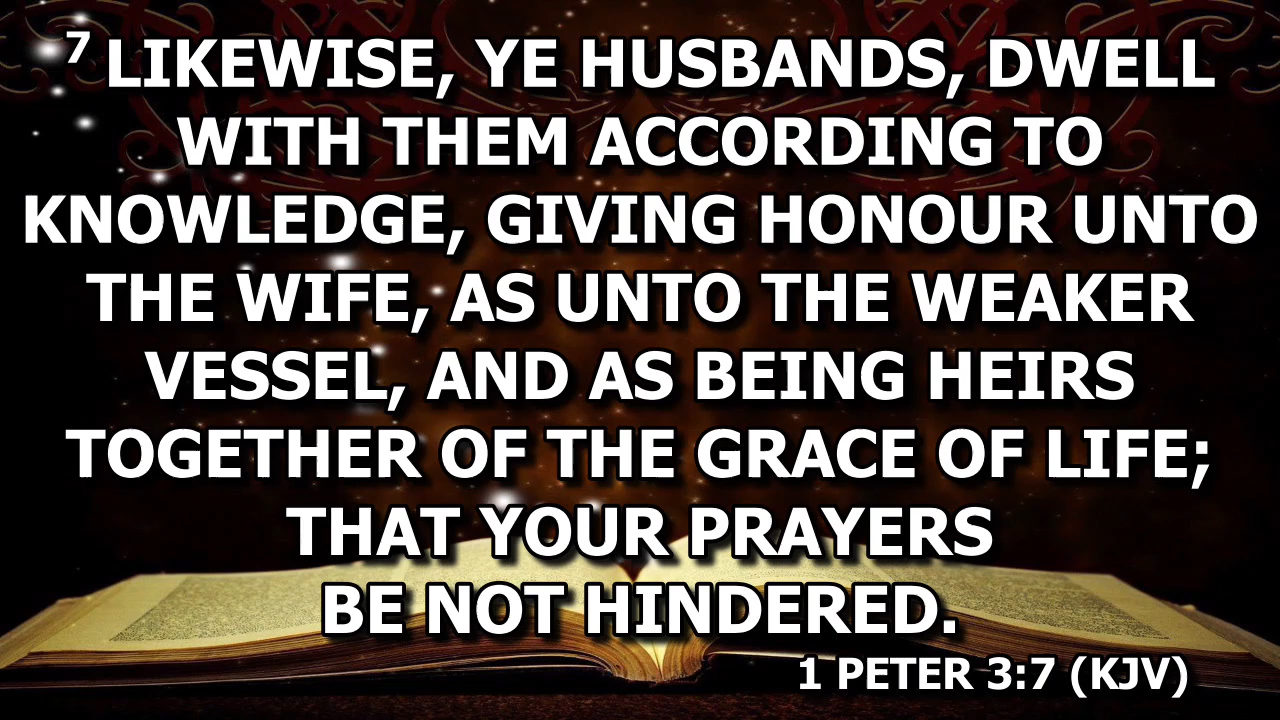 7 LIKEWISE, YE HUSBANDS, DWELL
WITH THEM ACCORDING TO
KNOWLEDGE, GIVING HONOUR UNTO
THE WIFE, AS UNTO THE WEAKER
VESSEL, AND AS BEING HEIRS
TOGETHER OF THE GRACE OF LIFE;
THAT YOUR PRAYERS
BE NOT HINDERED.
1 PETER 3:7 (KJV)